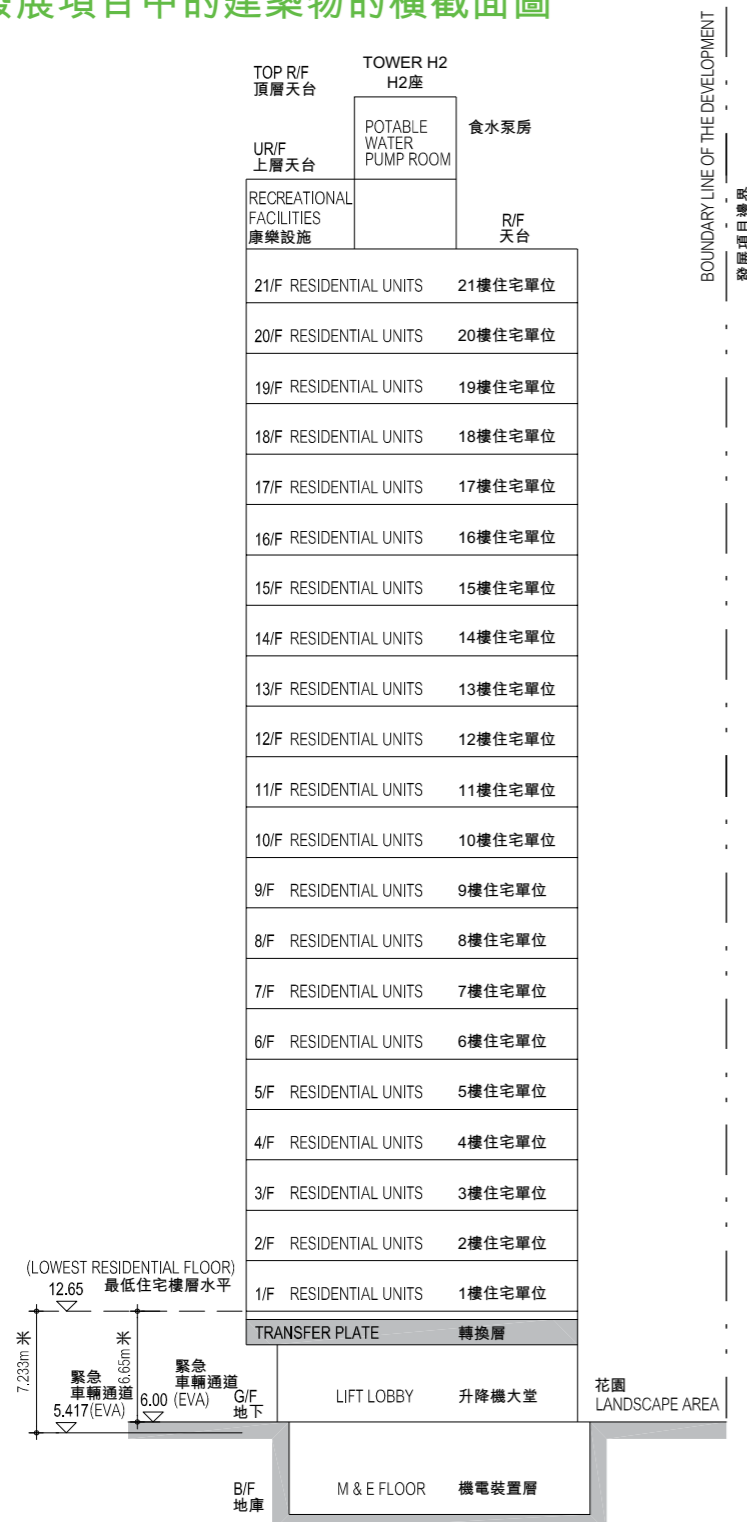 發展項目中的建築物的橫截面圖
TOWER H2
H2座
TOP R/F
頂層天台
POTABLE
WATER
PUMP ROOM
食水泵房
UR/F
上層天台
RECREATIONAL
FACILITIES
康樂設施
R/F
天台
BOUNDARY LINE OF THE DEVELOPMENT
發展項目邊界
21/F RESIDENTIAL UNITS 21樓住宅單位
20/F RESIDENTIAL UNITS 20樓住宅單位
19/F RESIDENTIAL UNITS 19樓住宅單位
18/F RESIDENTIAL UNITS 18樓住宅單位
17/F RESIDENTIAL UNITS 17樓住宅單位
16/F RESIDENTIAL UNITS 16樓住宅單位
15/F RESIDENTIAL UNITS 15樓住宅單位
14/F RESIDENTIAL UNITS 14樓住宅單位
13/F RESIDENTIAL UNITS 13樓住宅單位
12/F RESIDENTIAL UNITS 12樓住宅單位
11/F RESIDENTIAL UNITS 11樓住宅單位
10/F RESIDENTIAL UNITS 10樓住宅單位
9/F RESIDENTIAL UNITS 9樓住宅單位
8/F RESIDENTIAL UNITS 8樓住宅單位
7/F RESIDENTIAL UNITS 7樓住宅單位
6/F RESIDENTIAL UNITS 6樓住宅單位
5/F RESIDENTIAL UNITS 5樓住宅單位
4/F RESIDENTIAL UNITS 4樓住宅單位
3/F RESIDENTIAL UNITS 3樓住宅單位
2/F RESIDENTIAL UNITS 2樓住宅單位
1/F RESIDENTIAL UNITS 1樓住宅單位
(LOWEST RESIDENTIAL FLOOR)
12.65 最低住宅樓層水平
TRANSFER PLATE 轉換層
7.233m 米
6.65m 米
緊急
車輛通道
5.417(EVA)
緊急
車輛通道
6.00 (EVA)
G/F
地下
LIFT LOBBY 升降機大堂
花園
LANDSCAPE AREA
B/F
地庫
M & E FLOOR 機電裝置層